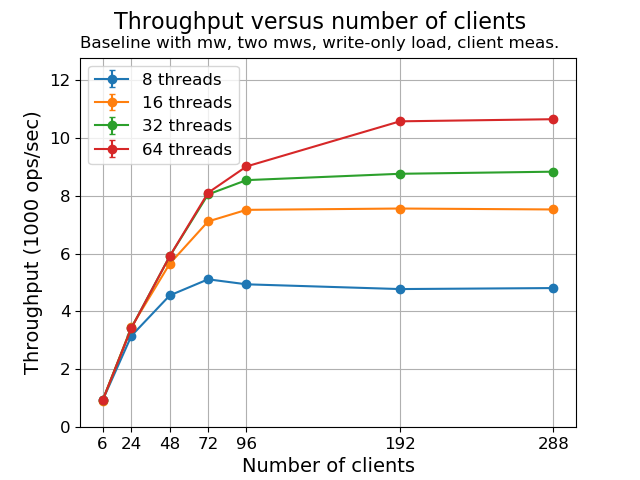 Throughput versus number of clients
Baseline with mw, two mws, write-only load, client meas.
8 threads
16 threads
32 threads
64 threads
Throughput (1000 ops/sec)
12
10
8
6
4
2
0
6 24 48 72 96 192 288
Number of clients